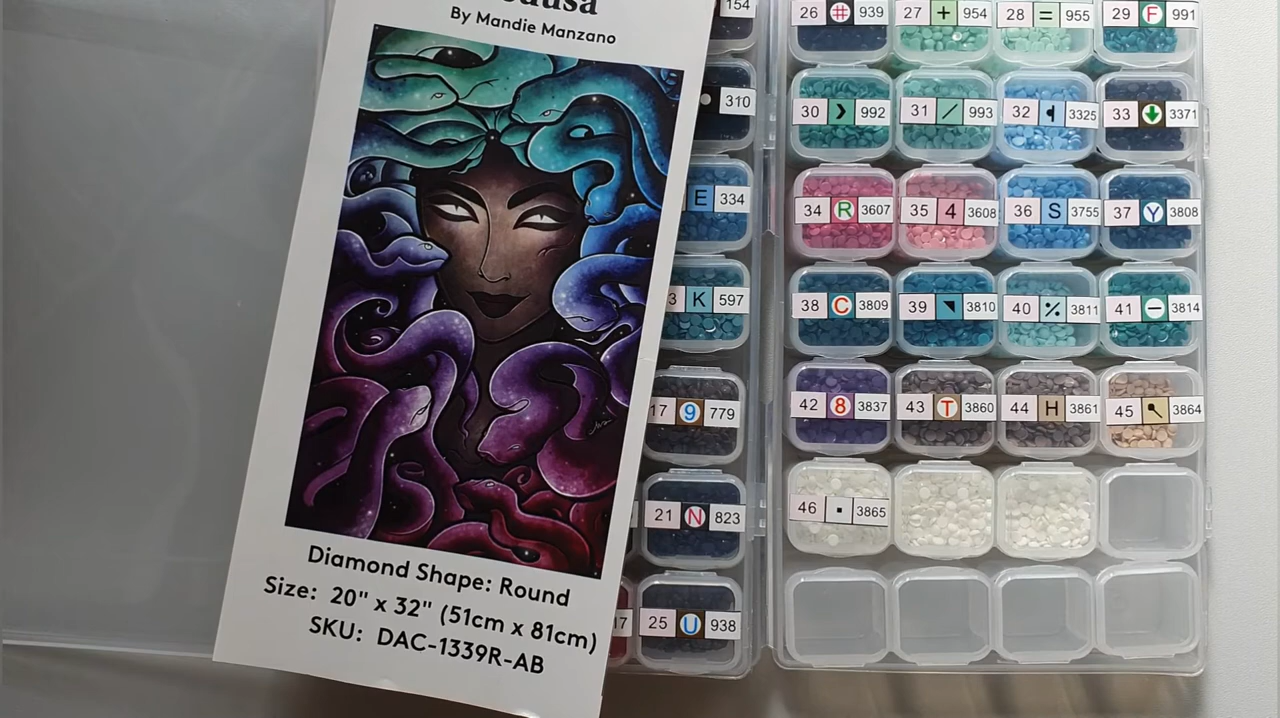 By Mandie Manzano
Diamond Shape: Round
Size: 20" x 32" (51cm x 81cm)
SKU: DAC-1339R-AB
154
310
E 334
3 K 597
17 9 779
21 N 823
17
25 U 938
26 # 939
27 + 954
28 = 955
29 F 991
30 992
31 / 993
32 3325
33 3371
34 R 3607
35 4 3608
36 S 3755
37 Y 3808
38 C 3809
39 3810
40 % 3811
41 − 3814
42 8 3837
43 T 3860
44 H 3861
45 3864
46 ▪ 3865